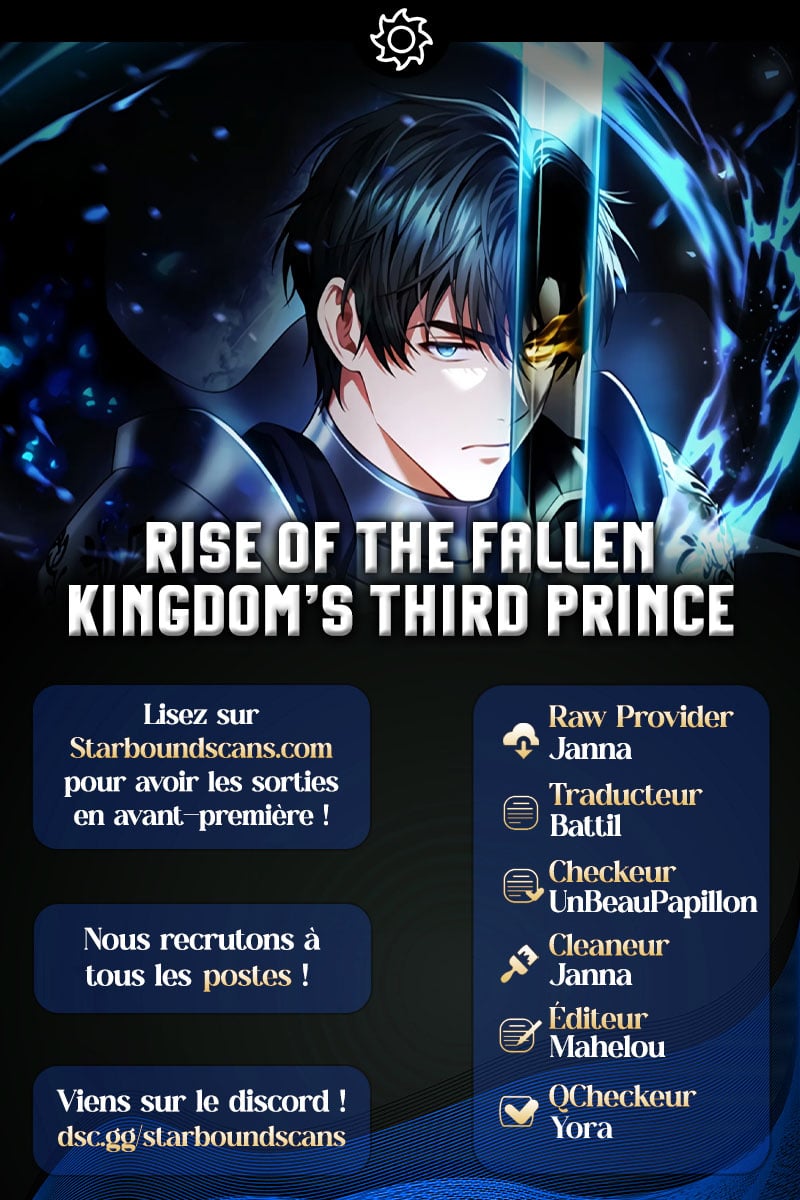 RISE OF THE FALLEN
KINGDOM'S THIRD PRINCE
Lisez sur
Starboundscans.com
pour avoir les sorties
en avant-première !
Nous recrutons à
tous les postes !
Viens sur le discord !
dsc.gg/starboundscans
Raw Provider
Janna
Traducteur
Battil
Checkeur
UnBeauPapillon
Cleaneur
Janna
Éditeur
Mahelou
QCheckeur
Yora